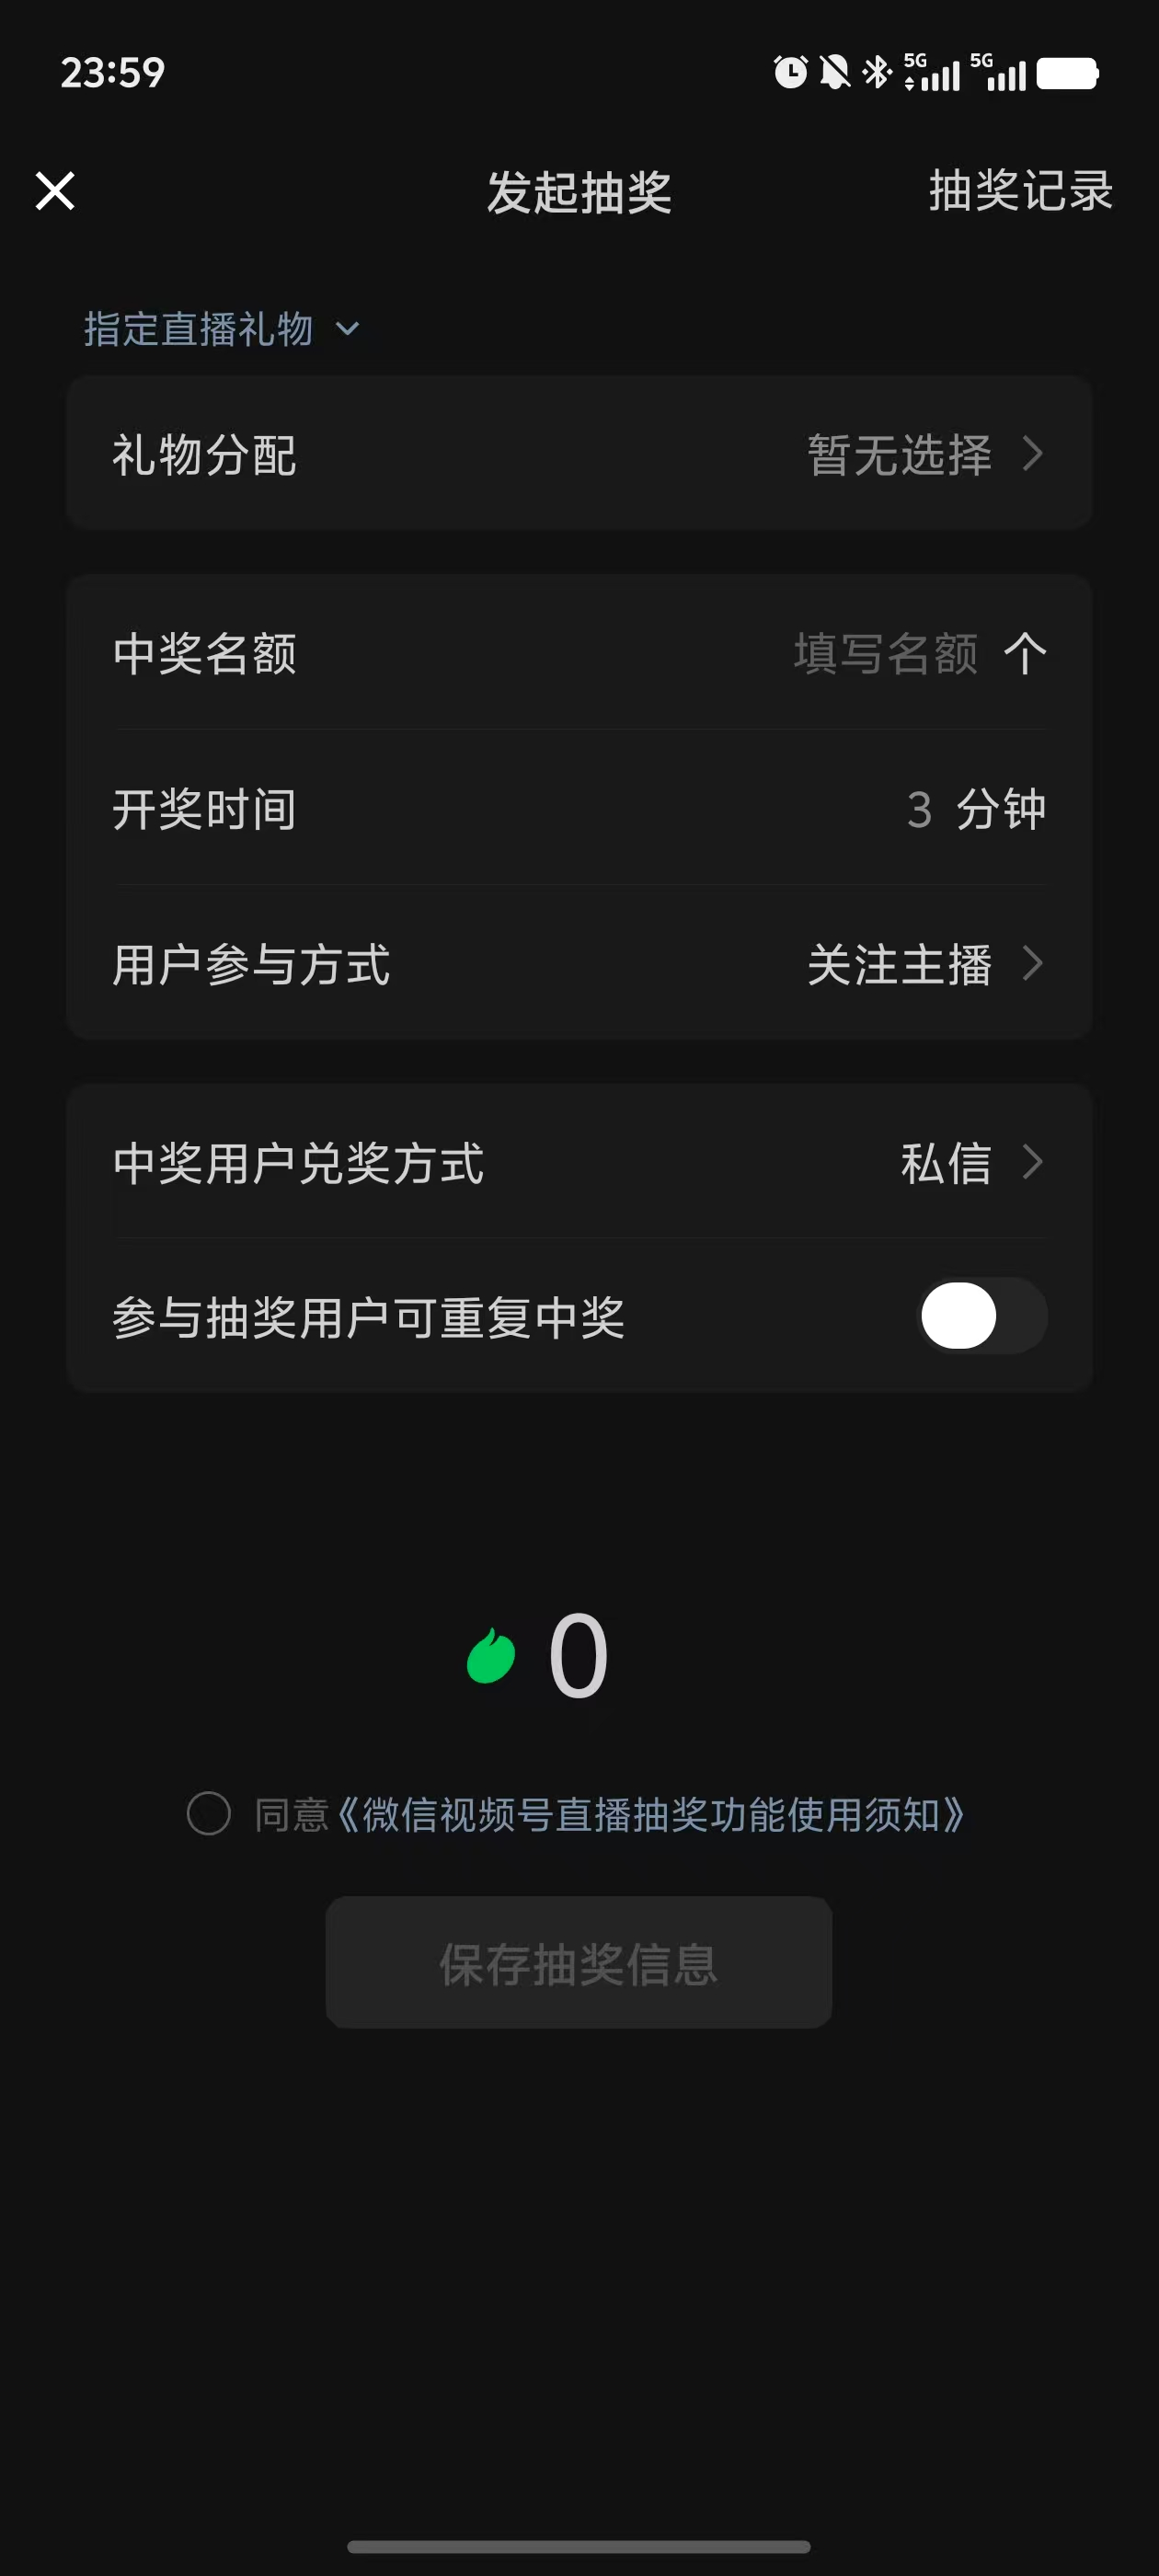 23:59
5G 5G
发起抽奖 抽奖记录
指定直播礼物
礼物分配 暂无选择
中奖名额 填写名额 个
开奖时间 3 分钟
用户参与方式 关注主播
中奖用户兑奖方式 私信
参与抽奖用户可重复中奖
0
同意《微信视频号直播抽奖功能使用须知》
保存抽奖信息